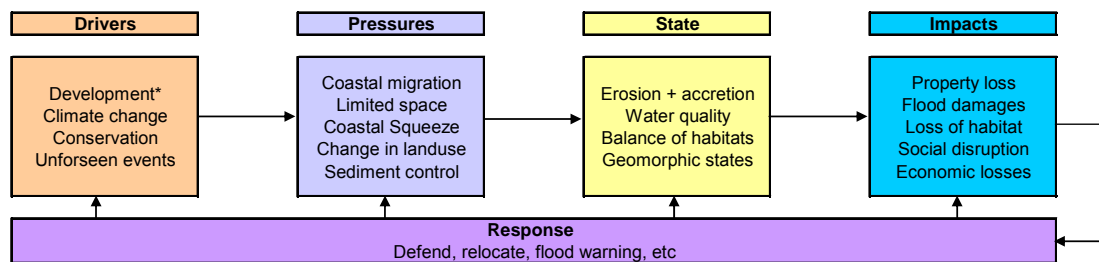 Drivers
Pressures
State
Impacts
Development*
Climate change
Conservation
Unforseen events
Coastal migration
Limited space
Coastal Squeeze
Change in landuse
Sediment control
Erosion + accretion
Water quality
Balance of habitats
Geomorphic states
Property loss
Flood damages
Loss of habitat
Social disruption
Economic losses
Response
Defend, relocate, flood warning, etc